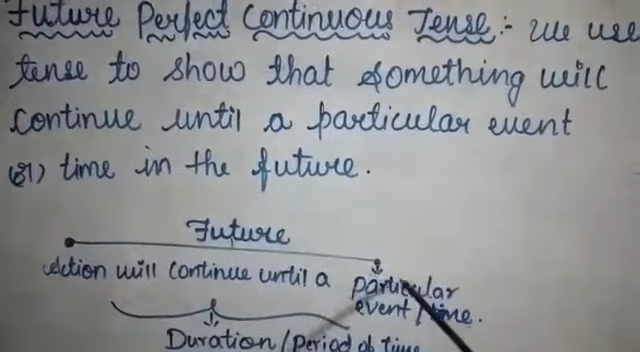 Future Perfect Continuous Tense :- we use
tense to show that something will
continue until a particular event
(or) time in the future.
Future
Action will continue until a particular
event / time.
Duration / period of time